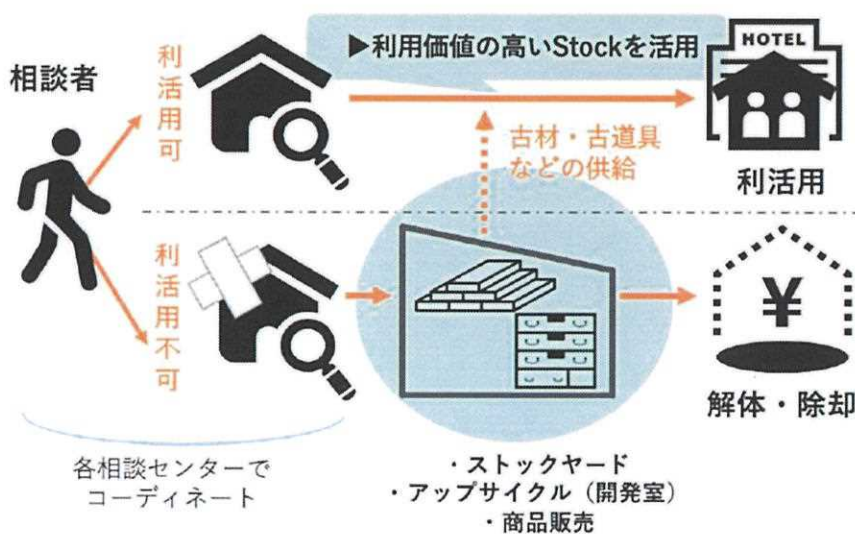 ▶利用価値の高いStockを活用
HOTEL
相談者
利活用可
古材・古道具
などの供給
利活用
利活用不可
¥
解体・除却
各相談センターで
コーディネート
・ストックヤード
・アップサイクル（開発室）
・商品販売